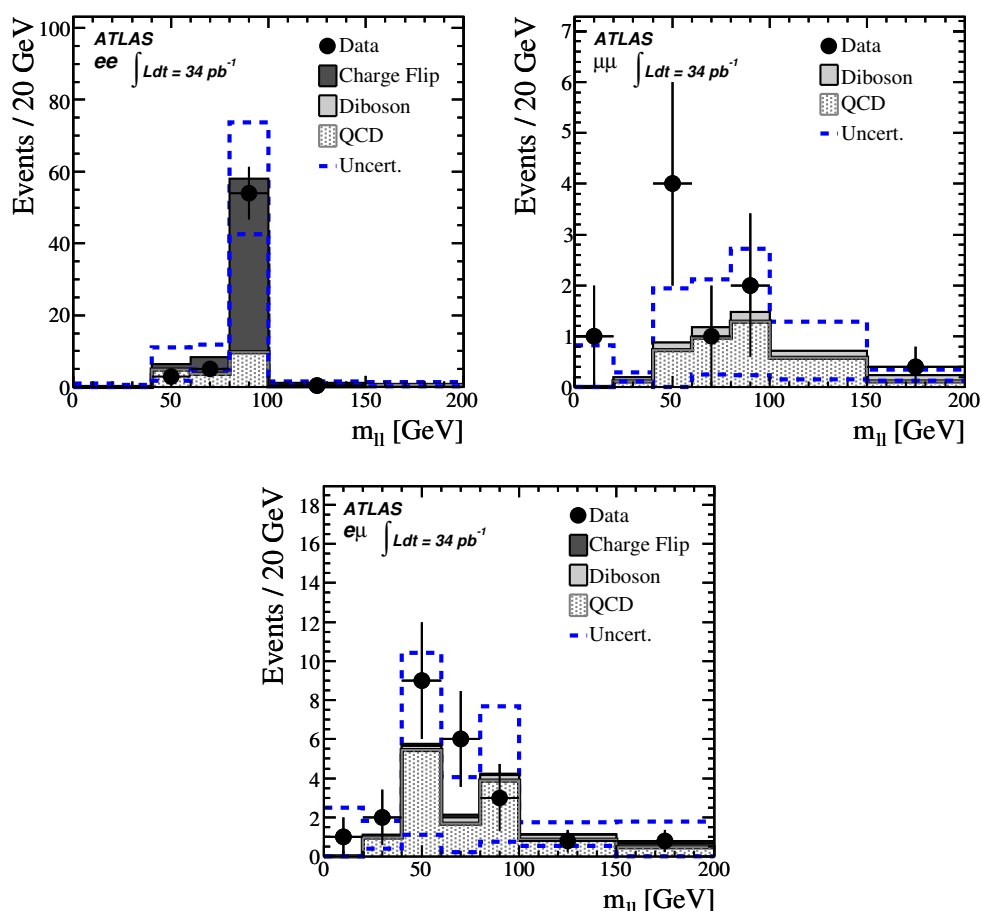 ATLAS
ee ∫ Ldt = 34 pb⁻¹
Data
Charge Flip
Diboson
QCD
Uncert.
Events / 20 GeV
100
80
60
40
20
0
0 50 100 150 200
m_ll [GeV]
ATLAS
μμ ∫ Ldt = 34 pb⁻¹
Data
Diboson
QCD
Uncert.
Events / 20 GeV
7
6
5
4
3
2
1
0
0 50 100 150 200
m_ll [GeV]
ATLAS
eμ ∫ Ldt = 34 pb⁻¹
Data
Charge Flip
Diboson
QCD
Uncert.
Events / 20 GeV
18
16
14
12
10
8
6
4
2
0
0 50 100 150 200
m_ll [GeV]